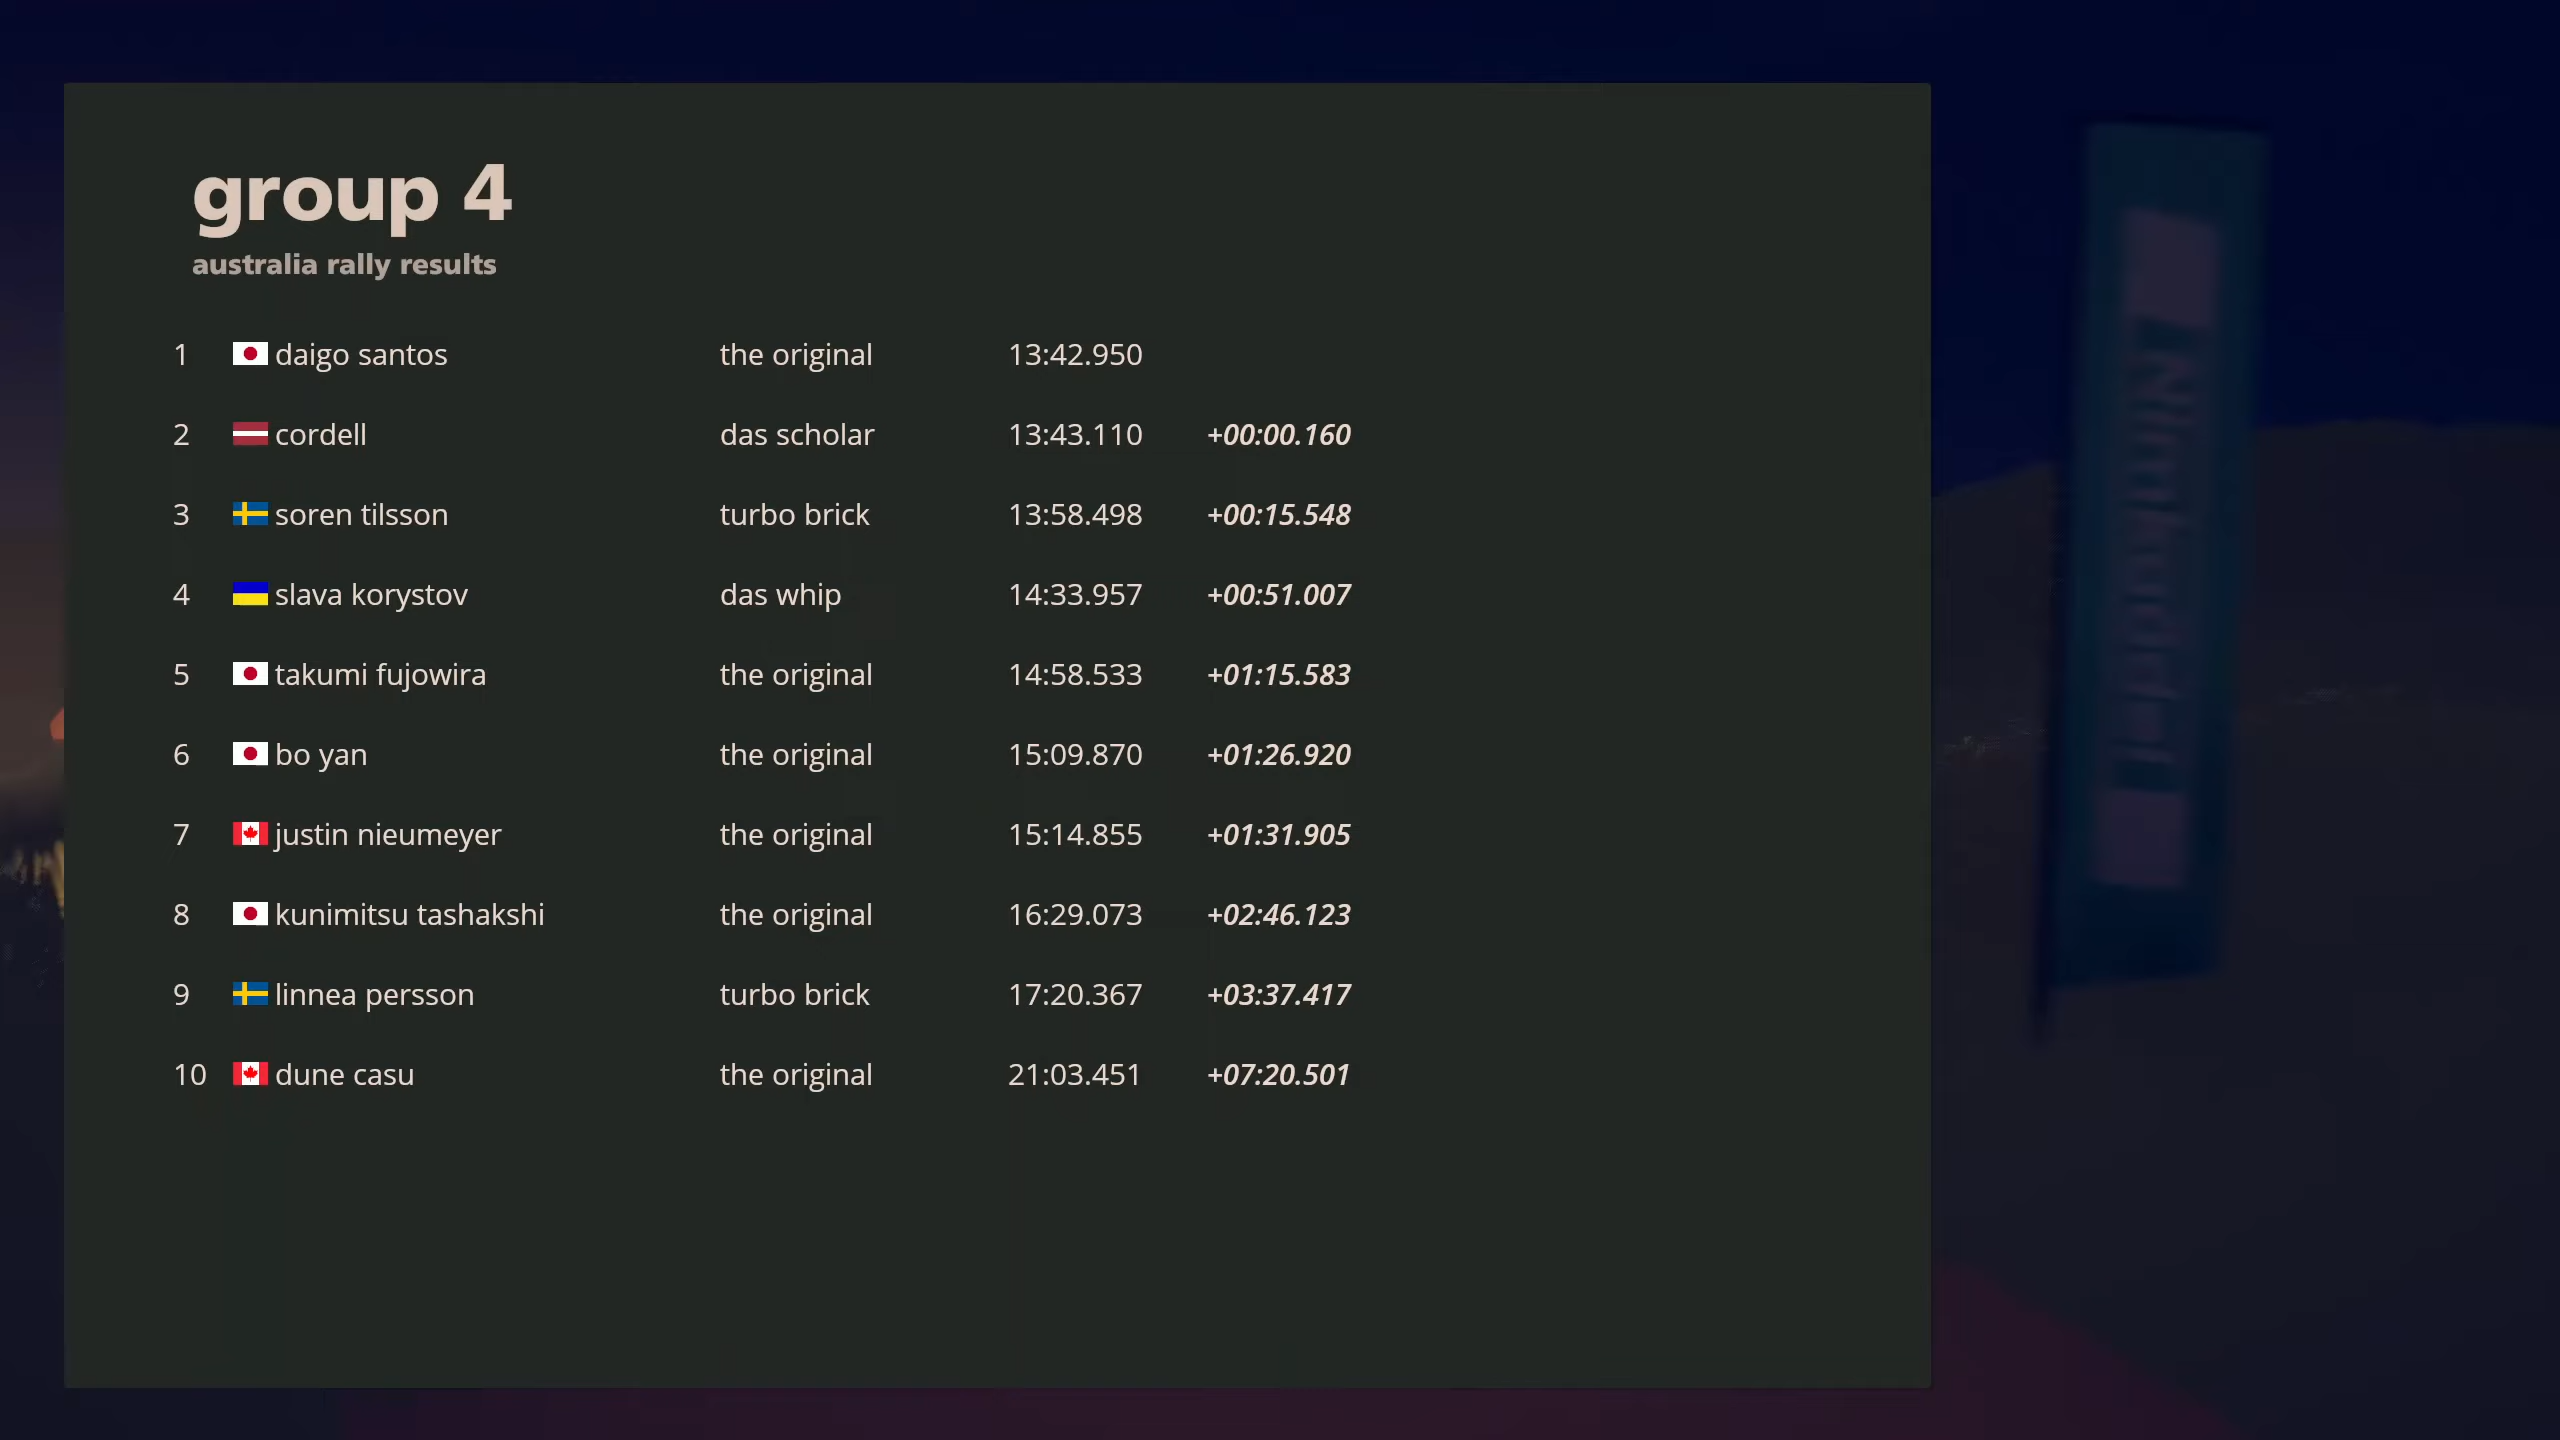 group 4
australia rally results
1 daigo santos the original 13:42.950
2 cordell das scholar 13:43.110 +00:00.160
3 soren tilsson turbo brick 13:58.498 +00:15.548
4 slava korystov das whip 14:33.957 +00:51.007
5 takumi fujowira the original 14:58.533 +01:15.583
6 bo yan the original 15:09.870 +01:26.920
7 justin nieumeyer the original 15:14.855 +01:31.905
8 kunimitsu tashakshi the original 16:29.073 +02:46.123
9 linnea persson turbo brick 17:20.367 +03:37.417
10 dune casu the original 21:03.451 +07:20.501